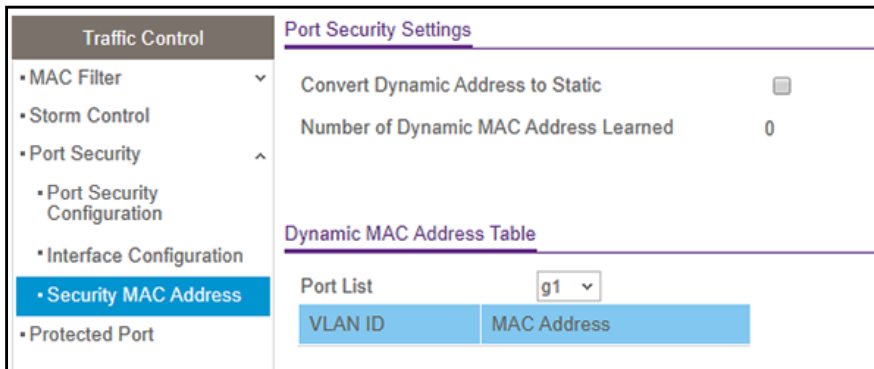 Traffic Control
MAC Filter
Storm Control
Port Security
Port Security
Configuration
Interface Configuration
Security MAC Address
Protected Port
Port Security Settings
Convert Dynamic Address to Static
Number of Dynamic MAC Address Learned 0
Dynamic MAC Address Table
Port List g1
VLAN ID MAC Address